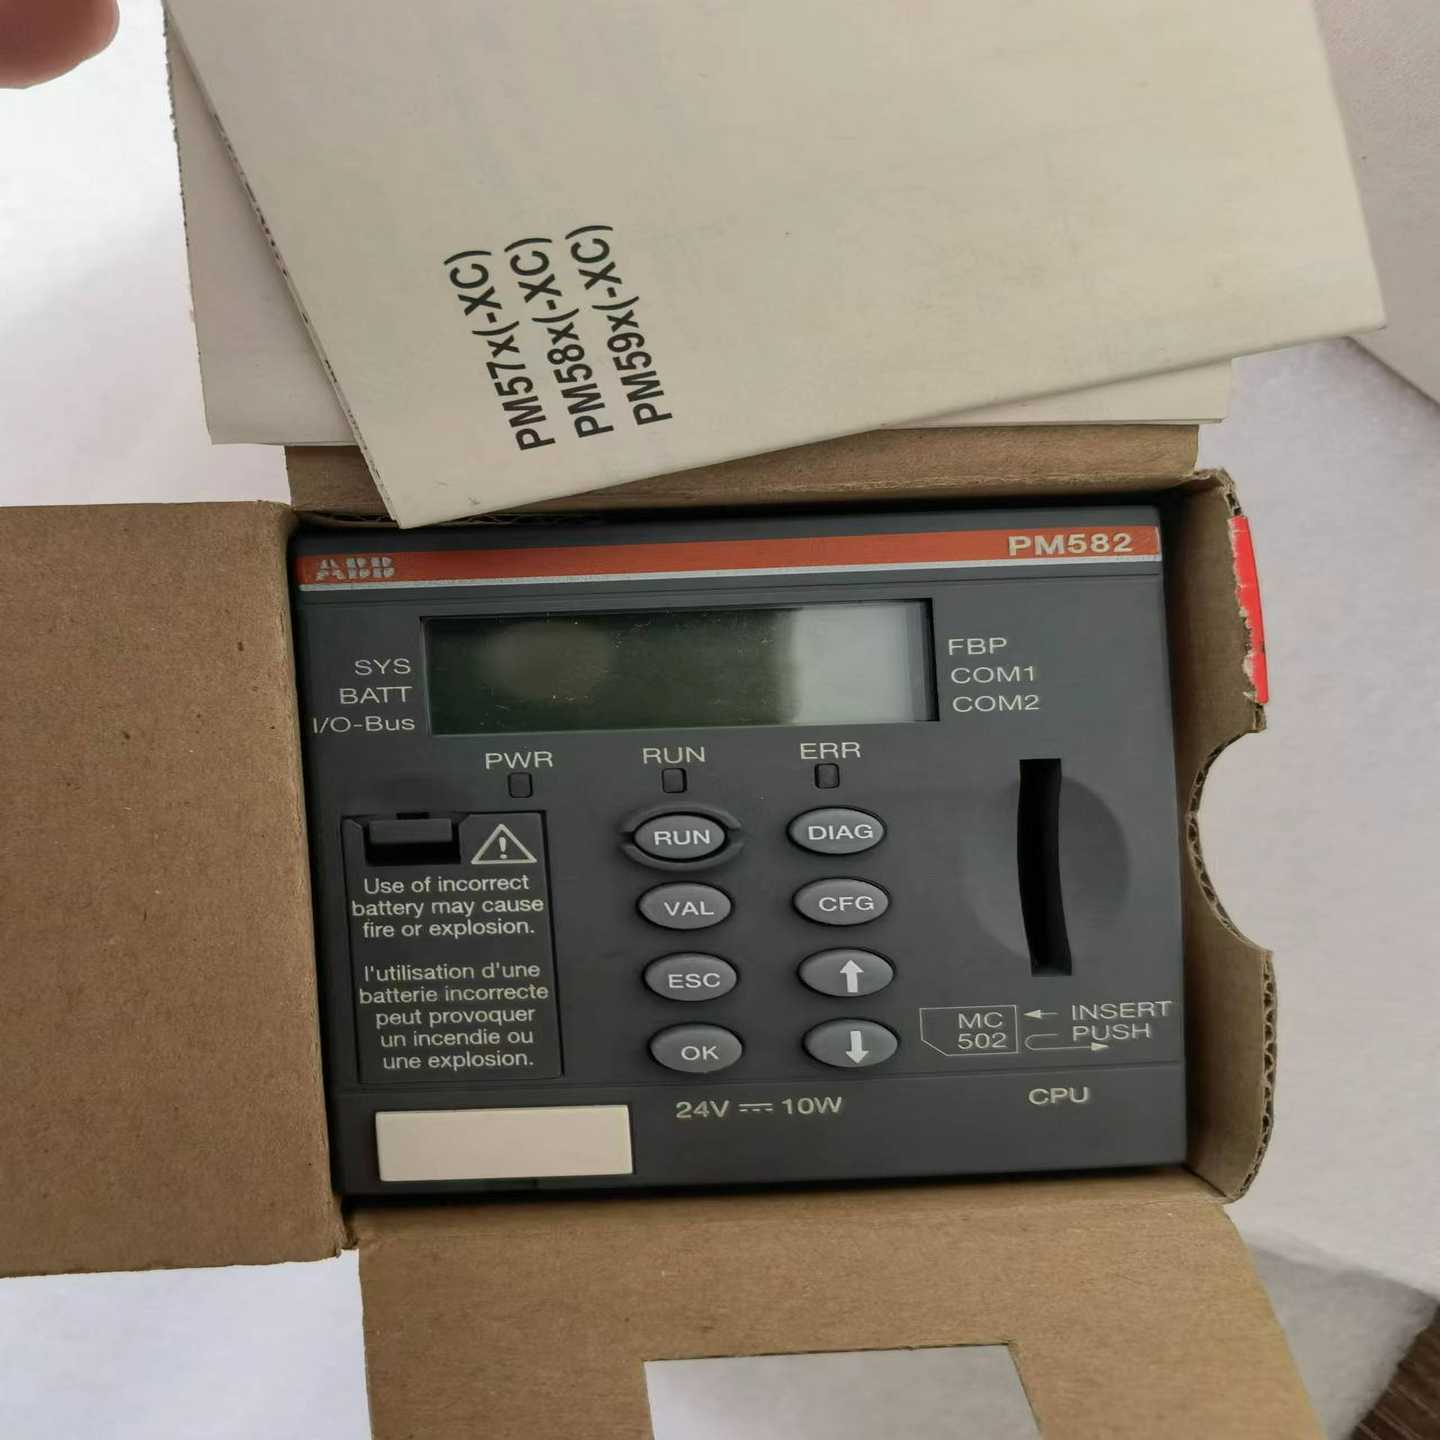 PM57x(-XC)
PM58x(-XC)
PM59x(-XC)
ABB
PM582
SYS
BATT
I/O-Bus
FBP
COM1
COM2
PWR
RUN
ERR
RUN
DIAG
VAL
CFG
ESC
↑
OK
↓
Use of incorrect
battery may cause
fire or explosion.
l'utilisation d'une
batterie incorrecte
peut provoquer
un incendie ou
une explosion.
MC
502
INSERT
PUSH
24V ⎓ 10W
CPU